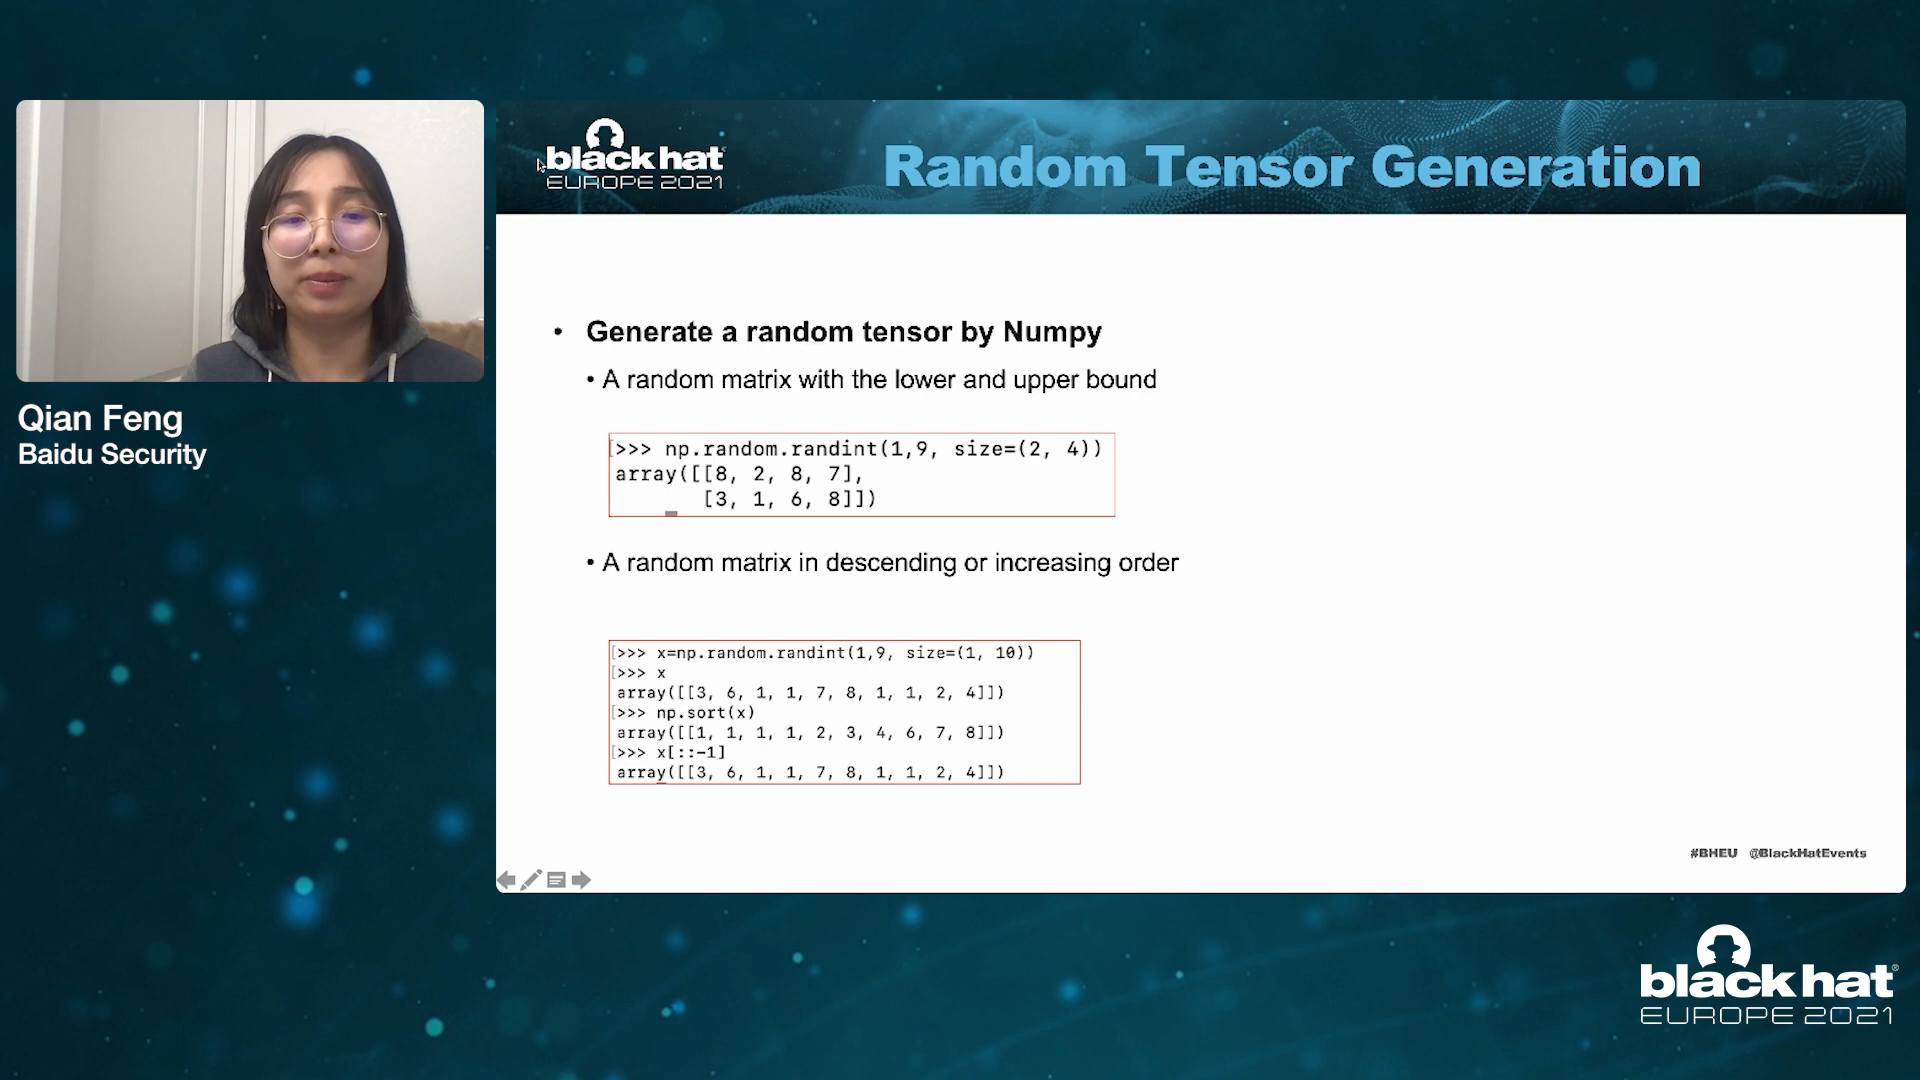 black hat
EUROPE 2021
Random Tensor Generation
Qian Feng
Baidu Security
• Generate a random tensor by Numpy
• A random matrix with the lower and upper bound
[>>> np.random.randint(1,9, size=(2, 4))
array([[8, 2, 8, 7],
[3, 1, 6, 8]])
• A random matrix in descending or increasing order
[>>> x=np.random.randint(1,9, size=(1, 10))
[>>> x
array([[3, 6, 1, 1, 7, 8, 1, 1, 2, 4]])
[>>> np.sort(x)
array([[1, 1, 1, 1, 2, 3, 4, 6, 7, 8]])
[>>> x[::-1]
array([[3, 6, 1, 1, 7, 8, 1, 1, 2, 4]])
#BHEU @BlackHatEvents
black hat®
EUROPE 2021